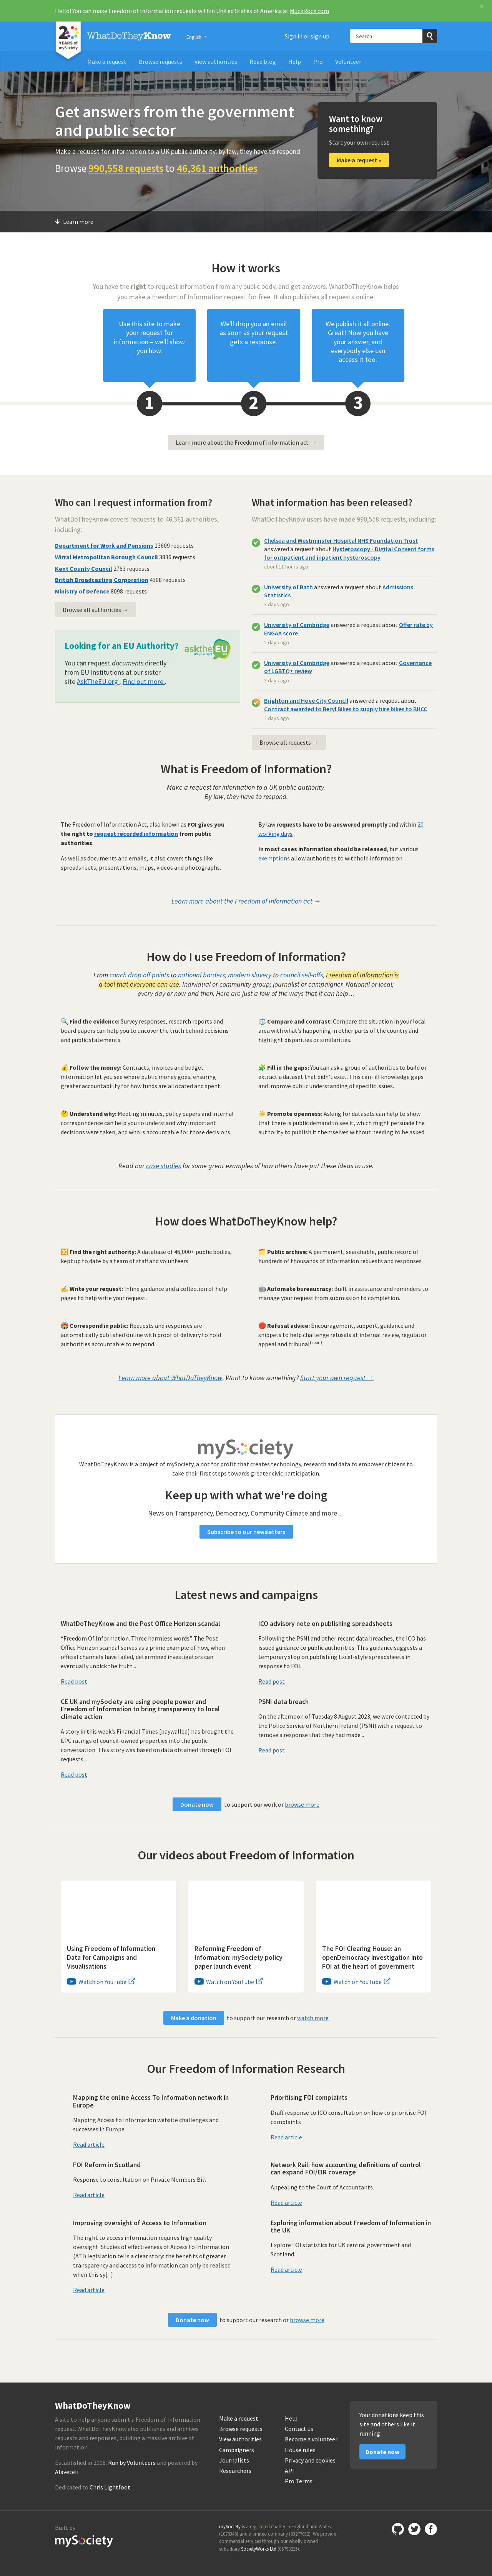 Hello! You can make Freedom of Information requests within United States of America at MuckRock.com
×
20
YEARS of
mySociety
WhatDoTheyKnow
English
Sign in or sign up
Search
Make a request
Browse requests
View authorities
Read blog
Help
Pro
Volunteer
Get answers from the government
and public sector
Make a request for information to a UK public authority: by law, they have to respond
Browse 990,558 requests to 46,361 authorities
Want to know
something?
Start your own request
Make a request »
Learn more
How it works
You have the right to request information from any public body, and get answers. WhatDoTheyKnow helps
you make a Freedom of Information request for free. It also publishes all requests online.
Use this site to make
your request for
information – we'll show
you how.
We'll drop you an email
as soon as your request
gets a response.
We publish it all online.
Great! Now you have
your answer, and
everybody else can
access it too.
1
2
3
Learn more about the Freedom of Information act →
Who can I request information from?
WhatDoTheyKnow covers requests to 46,361 authorities,
including:
Department for Work and Pensions 13609 requests
Wirral Metropolitan Borough Council 3836 requests
Kent County Council 2763 requests
British Broadcasting Corporation 4308 requests
Ministry of Defence 8098 requests
Browse all authorities →
Looking for an EU Authority?
asktheEU
You can request documents directly
from EU Institutions at our sister
site AskTheEU.org . Find out more .
What information has been released?
WhatDoTheyKnow users have made 990,558 requests, including:
Chelsea and Westminster Hospital NHS Foundation Trust
answered a request about Hysteroscopy - Digital Consent forms
for outpatient and inpatient hysteroscopy
about 11 hours ago
University of Bath answered a request about Admissions
Statistics
3 days ago
University of Cambridge answered a request about Offer rate by
ENGAA score
2 days ago
University of Cambridge answered a request about Governance
of LGBTQ+ review
3 days ago
Brighton and Hove City Council answered a request about
Contract awarded to Beryl Bikes to supply hire bikes to BHCC
2 days ago
Browse all requests →
What is Freedom of Information?
Make a request for information to a UK public authority.
By law, they have to respond.
The Freedom of Information Act, also known as FOI gives you
the right to request recorded information from public
authorities.
As well as documents and emails, it also covers things like
spreadsheets, presentations, maps, videos and photographs.
By law requests have to be answered promptly and within 20
working days.
In most cases information should be released, but various
exemptions allow authorities to withhold information.
Learn more about the Freedom of Information act →
How do I use Freedom of Information?
From coach drop off points to national borders; modern slavery to council sell-offs, Freedom of Information is
a tool that everyone can use. Individual or community group; journalist or campaigner. National or local;
every day or now and then. Here are just a few of the ways that it can help…
🔍 Find the evidence: Survey responses, research reports and
board papers can help you to uncover the truth behind decisions
and public statements.
⚖️ Compare and contrast: Compare the situation in your local
area with what's happening in other parts of the country and
highlight disparities or similarities.
💰 Follow the money: Contracts, invoices and budget
information let you see where public money goes, ensuring
greater accountability for how funds are allocated and spent.
🧩 Fill in the gaps: You can ask a group of authorities to build or
extract a dataset that didn't exist. This can fill knowledge gaps
and improve public understanding of specific issues.
🤔 Understand why: Meeting minutes, policy papers and internal
correspondence can help you to understand why important
decisions were taken, and who is accountable for those decisions.
☀️ Promote openness: Asking for datasets can help to show
that there is public demand to see it, which might persuade the
authority to publish it themselves without needing to be asked.
Read our case studies for some great examples of how others have put these ideas to use.
How does WhatDoTheyKnow help?
🔀 Find the right authority: A database of 46,000+ public bodies,
kept up to date by a team of staff and volunteers.
🗂️ Public archive: A permanent, searchable, public record of
hundreds of thousands of information requests and responses.
✍️ Write your request: Inline guidance and a collection of help
pages to help write your request.
🤖 Automate bureaucracy: Built in assistance and reminders to
manage your request from submission to completion.
📮 Correspond in public: Requests and responses are
automatically published online with proof of delivery to hold
authorities accountable to respond.
🛑 Refusal advice: Encouragement, support, guidance and
snippets to help challenge refusals at internal review, regulator
appeal and tribunal(soon).
Learn more about WhatDoTheyKnow. Want to know something? Start your own request →
mySociety
WhatDoTheyKnow is a project of mySociety, a not for profit that creates technology, research and data to empower citizens to
take their first steps towards greater civic participation.
Keep up with what we're doing
News on Transparency, Democracy, Community Climate and more…
Subscribe to our newsletters
Latest news and campaigns
WhatDoTheyKnow and the Post Office Horizon scandal
"Freedom Of Information. Three harmless words." The Post
Office Horizon scandal serves as a prime example of how, when
official channels have failed, determined investigators can
eventually unpick the truth...
Read post
ICO advisory note on publishing spreadsheets
Following the PSNI and other recent data breaches, the ICO has
issued guidance to public authorities. This guidance suggests a
temporary stop on publishing Excel-style spreadsheets in
response to FOI...
Read post
CE UK and mySociety are using people power and
Freedom of Information to bring transparency to local
climate action
A story in this week's Financial Times [paywalled] has brought the
EPC ratings of council-owned properties into the public
conversation. This story was based on data obtained through FOI
requests...
Read post
PSNI data breach
On the afternoon of Tuesday 8 August 2023, we were contacted by
the Police Service of Northern Ireland (PSNI) with a request to
remove a response that they had made...
Read post
Donate now to support our work or browse more
Our videos about Freedom of Information
Using Freedom of Information
Data for Campaigns and
Visualisations
Watch on YouTube
Reforming Freedom of
Information: mySociety policy
paper launch event
Watch on YouTube
The FOI Clearing House: an
openDemocracy investigation into
FOI at the heart of government
Watch on YouTube
Make a donation to support our research or watch more
Our Freedom of Information Research
Mapping the online Access To Information network in
Europe
Mapping Access to Information website challenges and
successes in Europe
Read article
Prioritising FOI complaints
Draft response to ICO consultation on how to prioritise FOI
complaints
Read article
FOI Reform in Scotland
Response to consultation on Private Members Bill
Read article
Network Rail: how accounting definitions of control
can expand FOI/EIR coverage
Appealing to the Court of Accountants.
Read article
Improving oversight of Access to Information
The right to access information requires high quality
oversight. Studies of effectiveness of Access to Information
(ATI) legislation tells a clear story: the benefits of greater
transparency and access to information can only be realised
when this sy[...]
Read article
Exploring information about Freedom of Information in
the UK
Explore FOI statistics for UK central government and
Scotland.
Read article
Donate now to support our research or browse more
WhatDoTheyKnow
A site to help anyone submit a Freedom of Information
request. WhatDoTheyKnow also publishes and archives
requests and responses, building a massive archive of
information.
Established in 2008. Run by Volunteers and powered by
Alaveteli.
Dedicated to Chris Lightfoot.
Make a request
Browse requests
View authorities
Campaigners
Journalists
Researchers
Help
Contact us
Become a volunteer
House rules
Privacy and cookies
API
Pro Terms
Your donations keep this
site and others like it
running
Donate now
Built by
mySociety
mySociety is a registered charity in England and Wales
(1076346) and a limited company (03277032). We provide
commercial services through our wholly owned
subsidiary SocietyWorks Ltd (05798215)